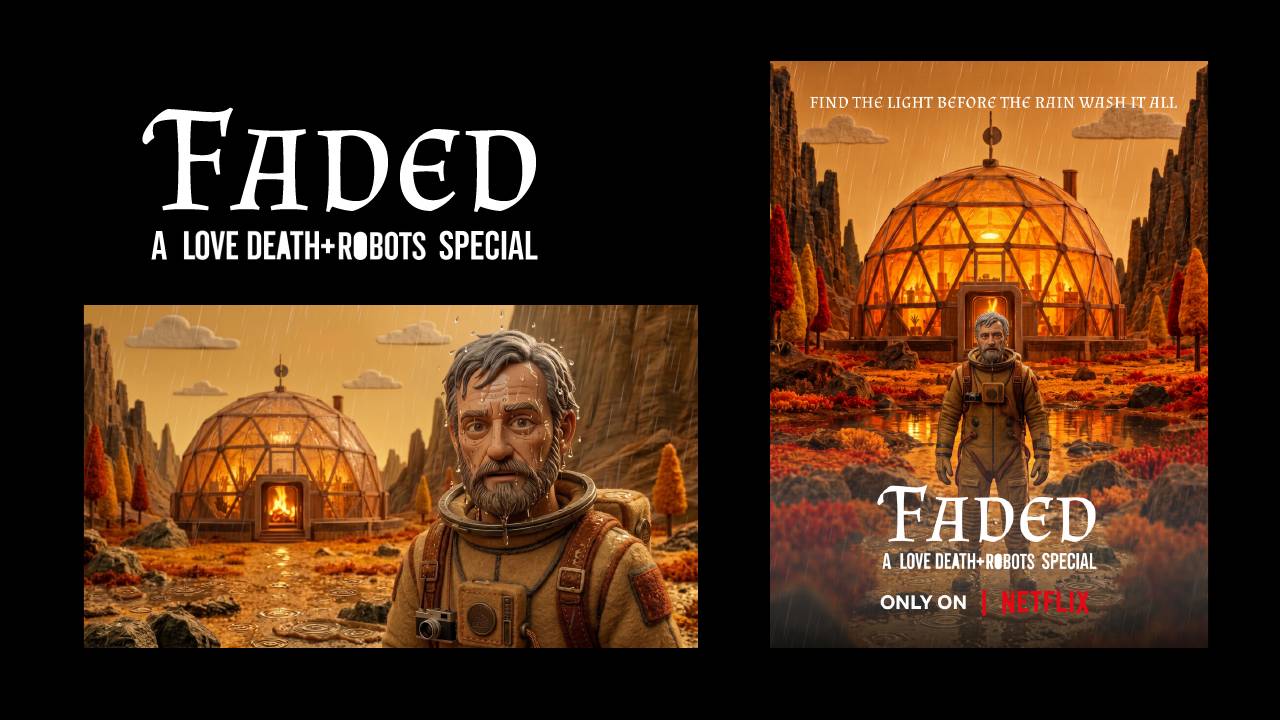 FADED
A LOVE DEATH+ROBOTS SPECIAL
FIND THE LIGHT BEFORE THE RAIN WASH IT ALL
FADED
A LOVE DEATH+ROBOTS SPECIAL
ONLY ON | NETFLIX